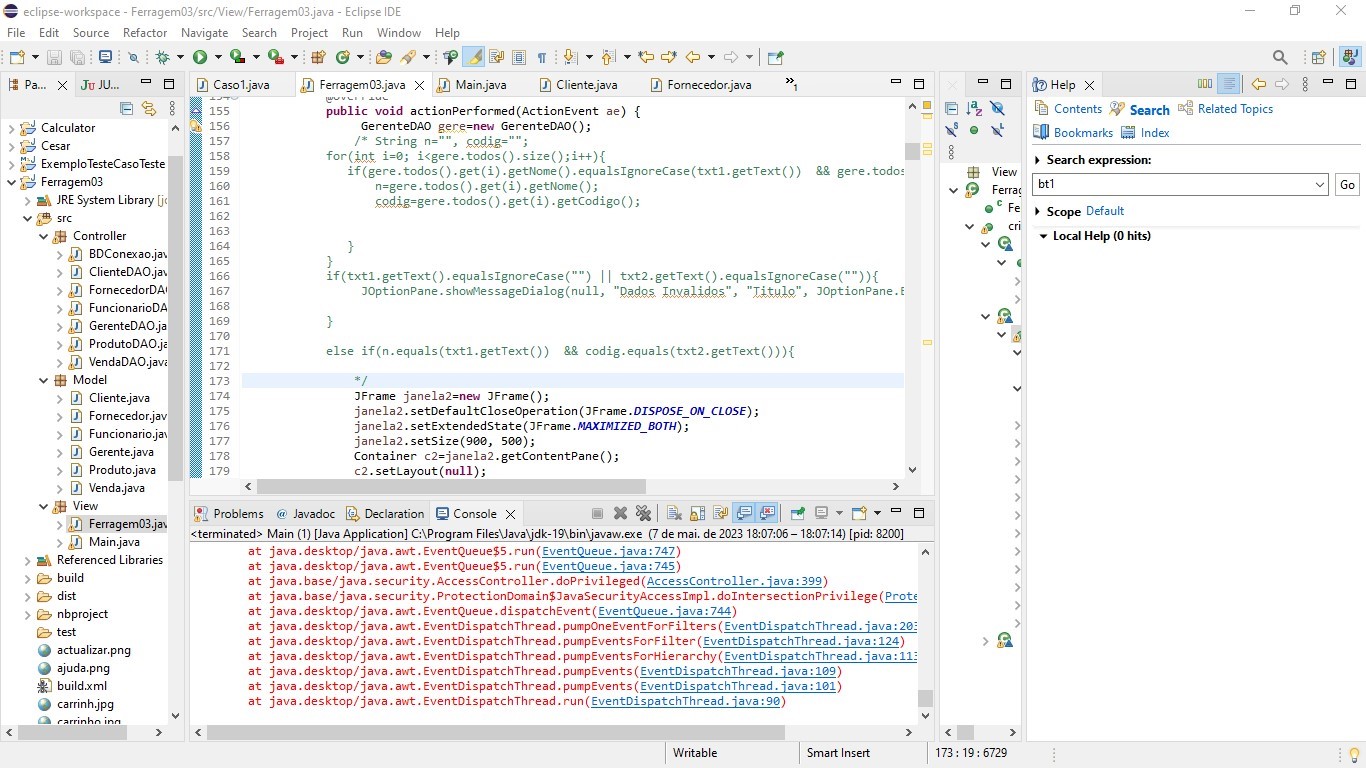 eclipse-workspace - Ferragem03/src/View/Ferragem03.java - Eclipse IDE
File Edit Source Refactor Navigate Search Project Run Window Help
Pa... JU...
Calculator
Cesar
ExemploTesteCasoTeste
Ferragem03
JRE System Library [jd
src
Controller
BDConexao.jav
ClienteDAO.jav
FornecedorDAO
FuncionarioDA
GerenteDAO.ja
ProdutoDAO.ja
VendaDAO.java
Model
Cliente.java
Fornecedor.jav
Funcionario.jav
Gerente.java
Produto.java
Venda.java
View
Ferragem03.jav
Main.java
Referenced Libraries
build
dist
nbproject
test
actualizar.png
ajuda.png
build.xml
carrinh.jpg
carrinho.jpg
Caso1.java Ferragem03.java Main.java Cliente.java Fornecedor.java »1
154 @Override
155 public void actionPerformed(ActionEvent ae) {
156 GerenteDAO gere=new GerenteDAO();
157 /* String n="", codig="";
158 for(int i=0; i<gere.todos().size();i++){
159 if(gere.todos().get(i).getNome().equalsIgnoreCase(txt1.getText()) && gere.todos
160 n=gere.todos().get(i).getNome();
161 codig=gere.todos().get(i).getCodigo();
162
163
164 }
165 }
166 if(txt1.getText().equalsIgnoreCase("") || txt2.getText().equalsIgnoreCase("")){
167 JOptionPane.showMessageDialog(null, "Dados Invalidos", "Titulo", JOptionPane.E
168
169 }
170
171 else if(n.equals(txt1.getText()) && codig.equals(txt2.getText())){
172
173 */
174 JFrame janela2=new JFrame();
175 janela2.setDefaultCloseOperation(JFrame.DISPOSE_ON_CLOSE);
176 janela2.setExtendedState(JFrame.MAXIMIZED_BOTH);
177 janela2.setSize(900, 500);
178 Container c2=janela2.getContentPane();
179 c2.setLayout(null);
Problems Javadoc Declaration Console
<terminated> Main (1) [Java Application] C:\Program Files\Java\jdk-19\bin\javaw.exe (7 de mai. de 2023 18:07:06 – 18:07:14) [pid: 8200]
at java.desktop/java.awt.EventQueue$5.run(EventQueue.java:747)
at java.desktop/java.awt.EventQueue$5.run(EventQueue.java:745)
at java.base/java.security.AccessController.doPrivileged(AccessController.java:399)
at java.base/java.security.ProtectionDomain$JavaSecurityAccessImpl.doIntersectionPrivilege(Prote
at java.desktop/java.awt.EventQueue.dispatchEvent(EventQueue.java:744)
at java.desktop/java.awt.EventDispatchThread.pumpOneEventForFilters(EventDispatchThread.java:203
at java.desktop/java.awt.EventDispatchThread.pumpEventsForFilter(EventDispatchThread.java:124)
at java.desktop/java.awt.EventDispatchThread.pumpEventsForHierarchy(EventDispatchThread.java:113
at java.desktop/java.awt.EventDispatchThread.pumpEvents(EventDispatchThread.java:109)
at java.desktop/java.awt.EventDispatchThread.pumpEvents(EventDispatchThread.java:101)
at java.desktop/java.awt.EventDispatchThread.run(EventDispatchThread.java:90)
View
Ferrag
Fe
cri
Help
Contents Search Related Topics
Bookmarks Index
Search expression:
bt1 Go
Scope Default
Local Help (0 hits)
Writable Smart Insert 173 : 19 : 6729